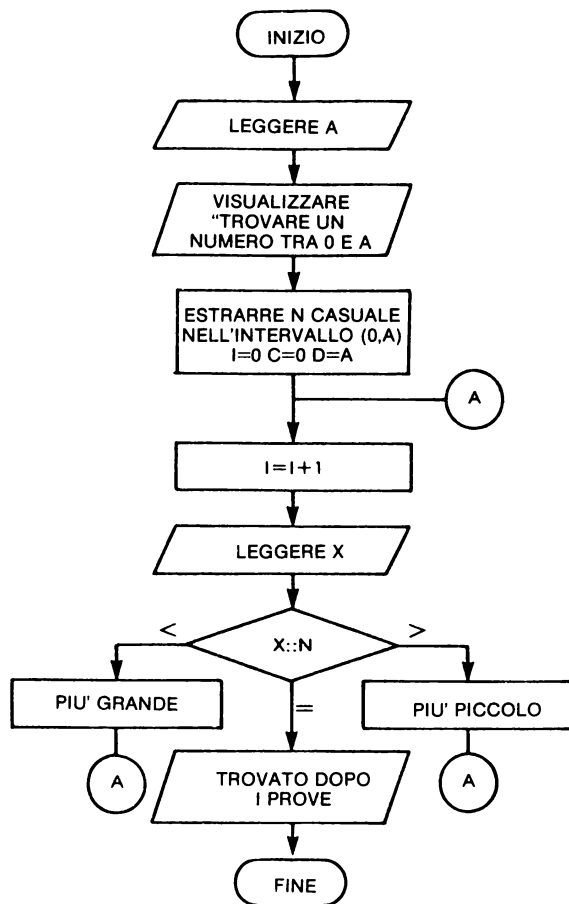 INIZIO
LEGGERE A
VISUALIZZARE
“TROVARE UN
NUMERO TRA 0 E A
ESTRARRE N CASUALE
NELL'INTERVALLO (0,A)
I=0 C=0 D=A
A
I=I+1
LEGGERE X
<
X::N
>
PIU' GRANDE
=
PIU' PICCOLO
A
TROVATO DOPO
I PROVE
A
FINE